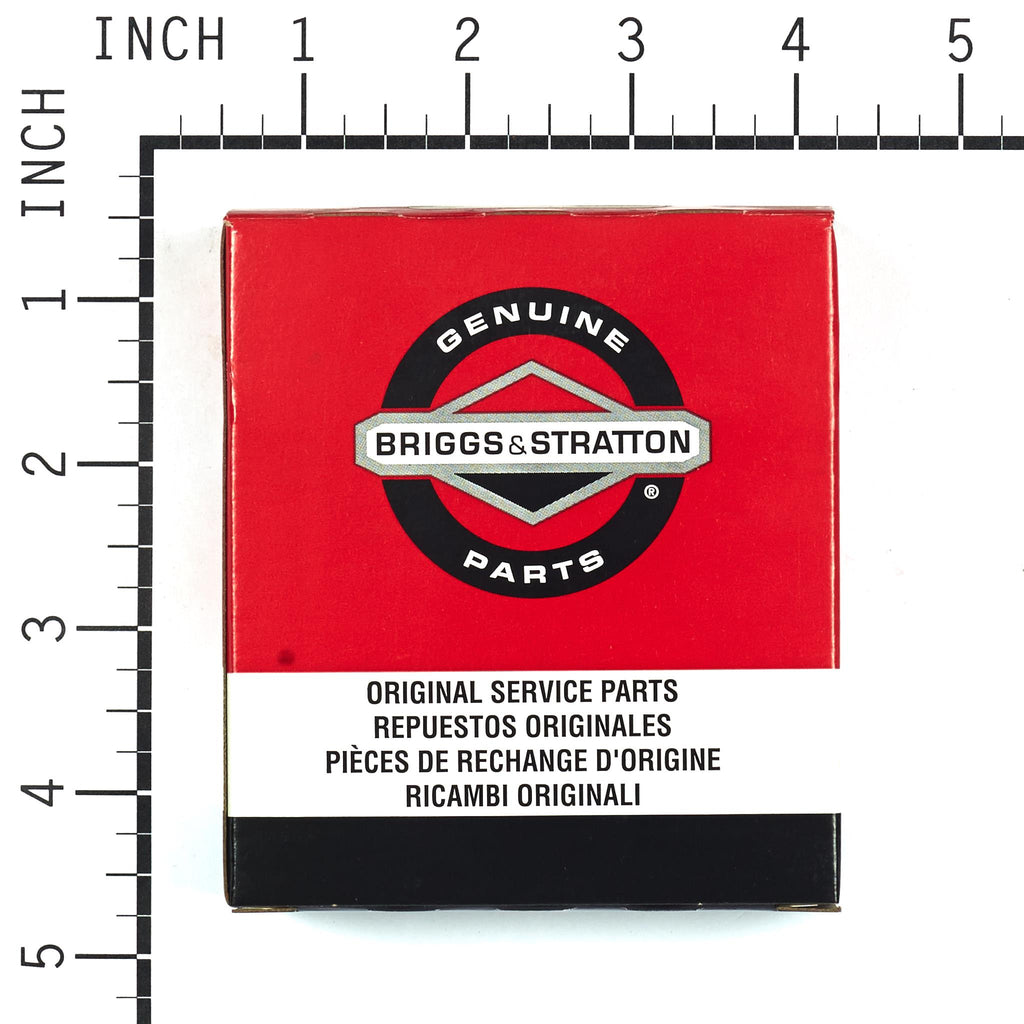 INCH 1 2 3 4 5
INCH
1
2
3
4
5
GENUINE
BRIGGS & STRATTON
®
PARTS
ORIGINAL SERVICE PARTS
REPUESTOS ORIGINALES
PIÈCES DE RECHANGE D'ORIGINE
RICAMBI ORIGINALI